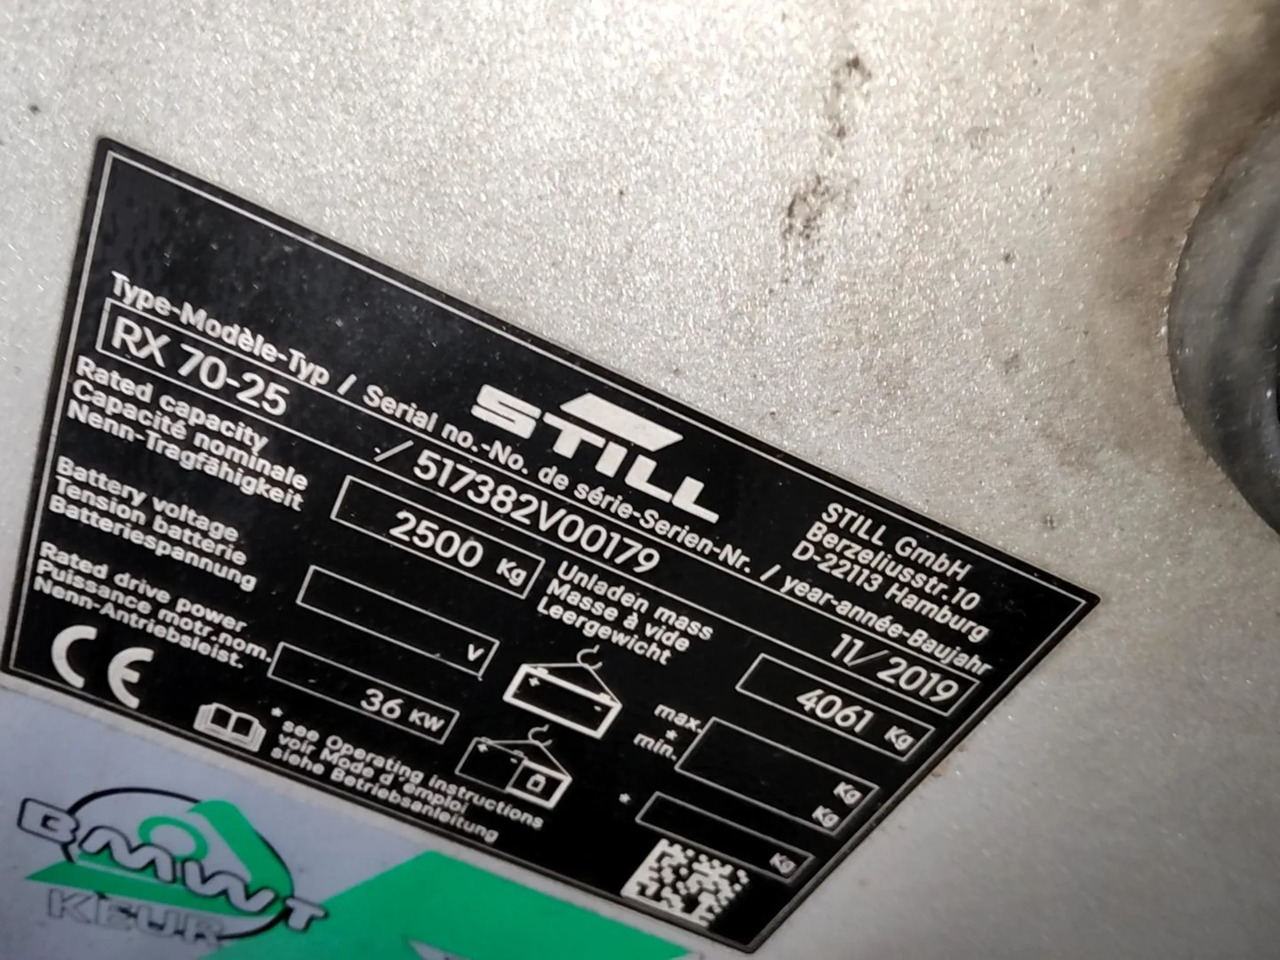 STILL
STILL GmbH
Berzeliusstr.10
D-22113 Hamburg
Type-Modèle-Typ / Serial no.-No. de série-Serien-Nr. / year-année-Baujahr
RX 70-25 / 517382V00179 11/2019
Rated capacity
Capacité nominale
Nenn-Tragfähigkeit
2500 Kg
Unladen mass
Masse à vide
Leergewicht
4061 Kg
Battery voltage
Tension batterie
Batteriespannung
V
max.
*
min.
Kg
Kg
Rated drive power
Puissance motr.nom.
Nenn-Antriebsleist.
36 KW
*
Kg
CE
*see Operating instructions
voir Mode d'emploi
siehe Betriebsanleitung
BMWT
KEUR